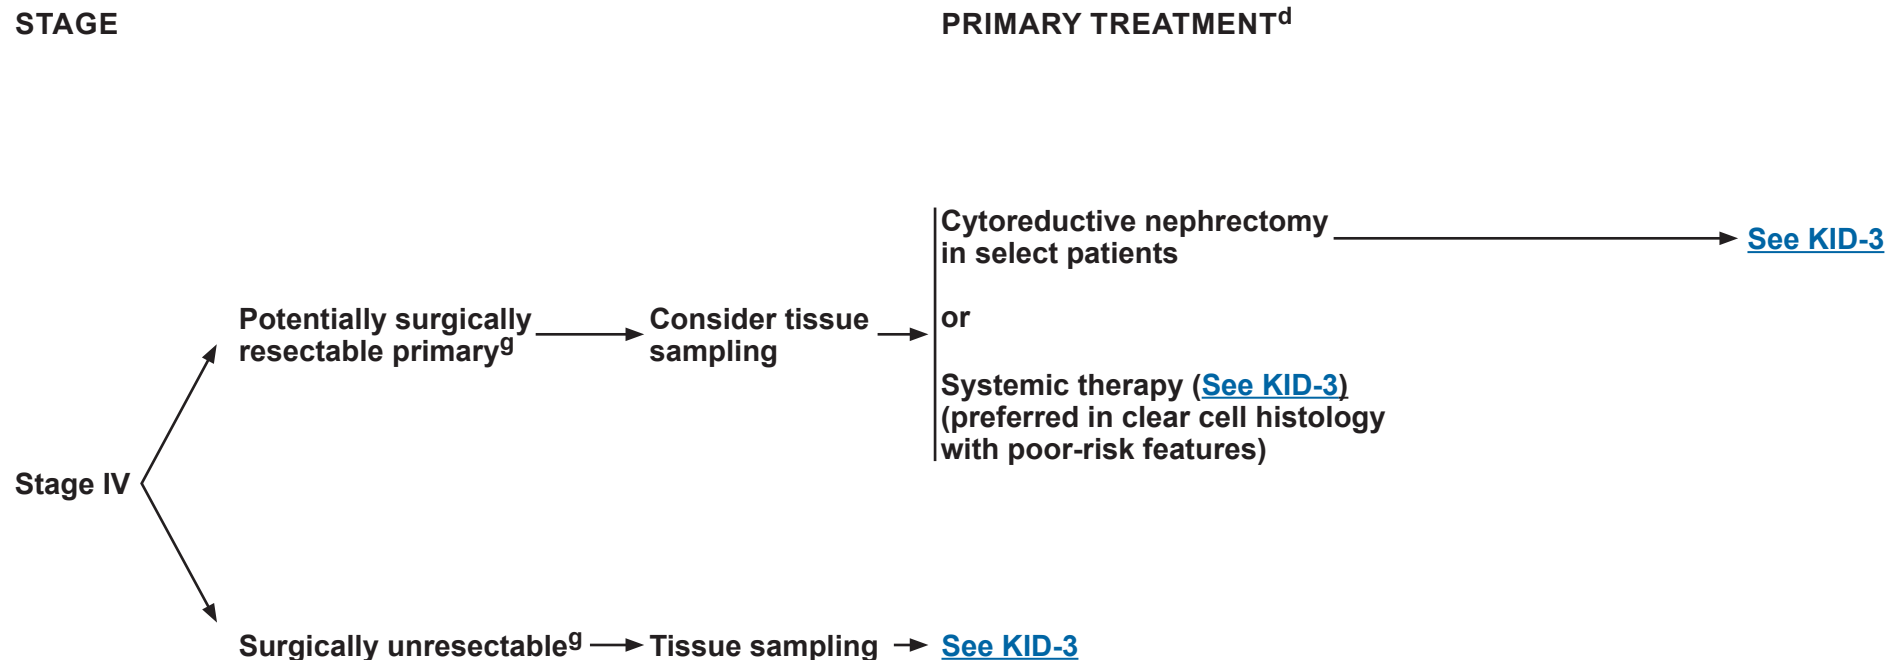 STAGE
PRIMARY TREATMENTd
Cytoreductive nephrectomy
in select patients
See KID-3
Potentially surgically
resectable primaryg
Consider tissue
sampling
or
Systemic therapy (See KID-3)
(preferred in clear cell histology
with poor-risk features)
Stage IV
Surgically unresectableg
Tissue sampling
See KID-3